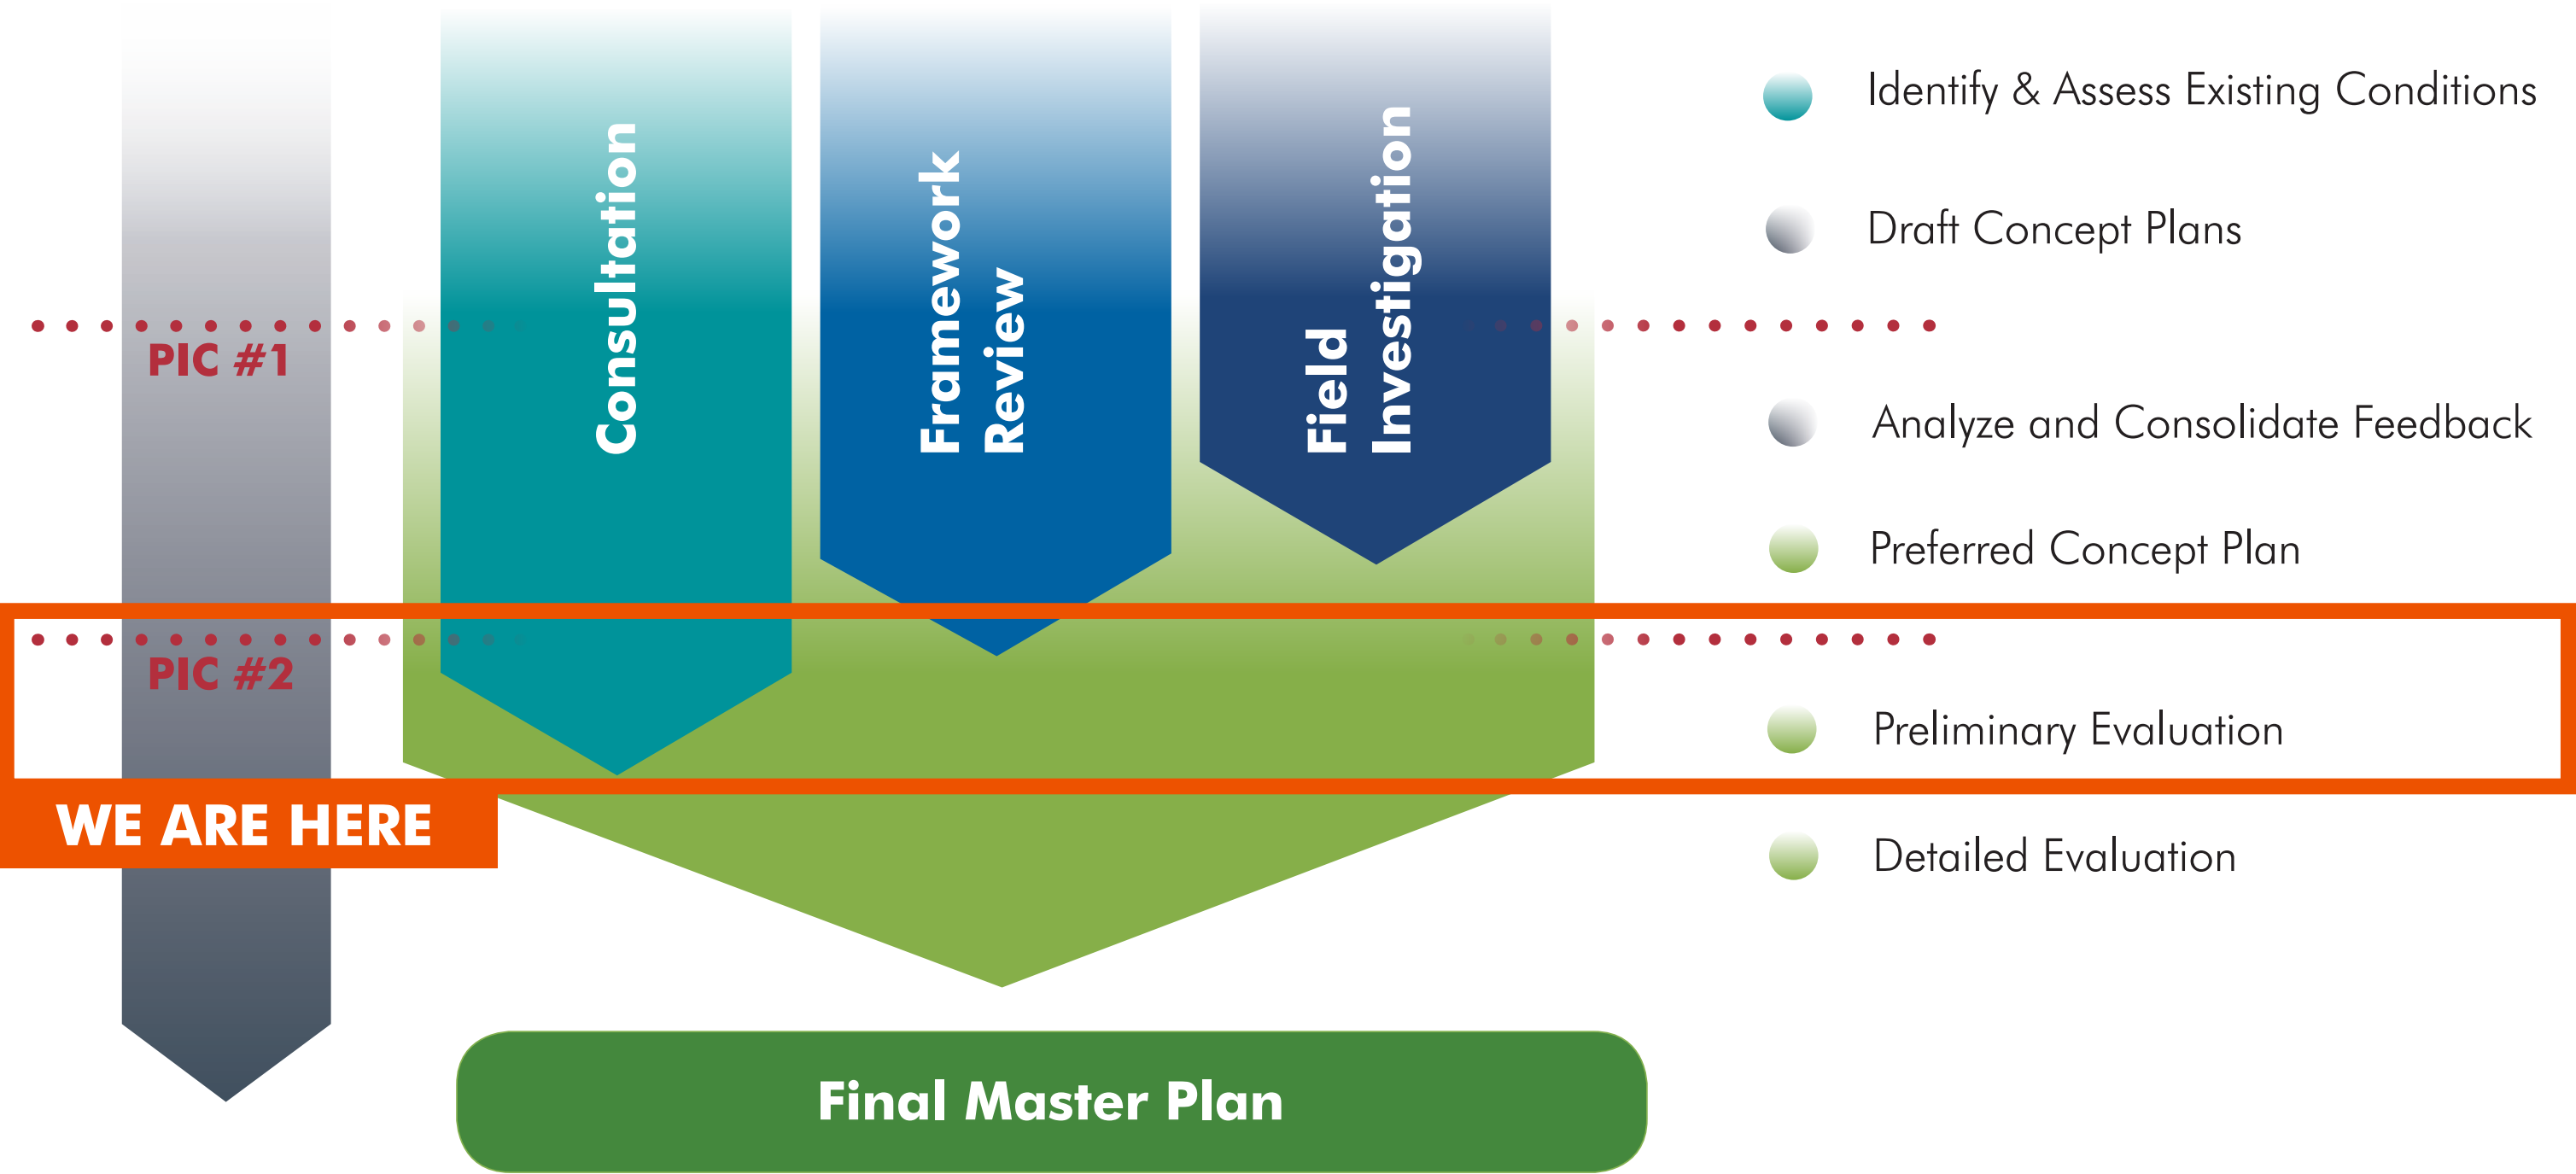 Consultation
Framework
Review
Field
Investigation
Identify & Assess Existing Conditions
Draft Concept Plans
PIC #1
Analyze and Consolidate Feedback
Preferred Concept Plan
PIC #2
Preliminary Evaluation
WE ARE HERE
Detailed Evaluation
Final Master Plan